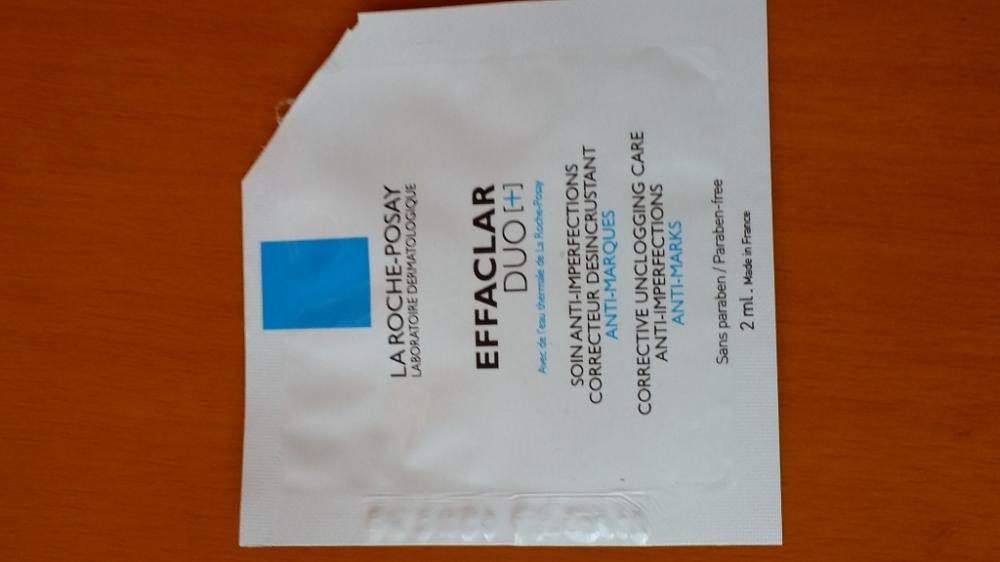 LA ROCHE-POSAY
LABORATOIRE DERMATOLOGIQUE
EFFACLAR
DUO [+]
Avec de l'eau thermale de La Roche-Posay
SOIN ANTI-IMPERFECTIONS
CORRECTEUR DESINCRUSTANT
ANTI-MARQUES
CORRECTIVE UNCLOGGING CARE
ANTI-IMPERFECTIONS
ANTI-MARKS
Sans paraben / Paraben-free
2 ml . Made in France